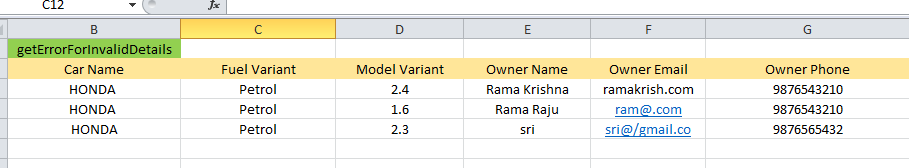 C12 fx
B C D E F G
getErrorForInvalidDetails
Car Name Fuel Variant Model Variant Owner Name Owner Email Owner Phone
HONDA Petrol 2.4 Rama Krishna ramakrish.com 9876543210
HONDA Petrol 1.6 Rama Raju ram@.com 9876543210
HONDA Petrol 2.3 sri sri@/gmail.co 9876565432